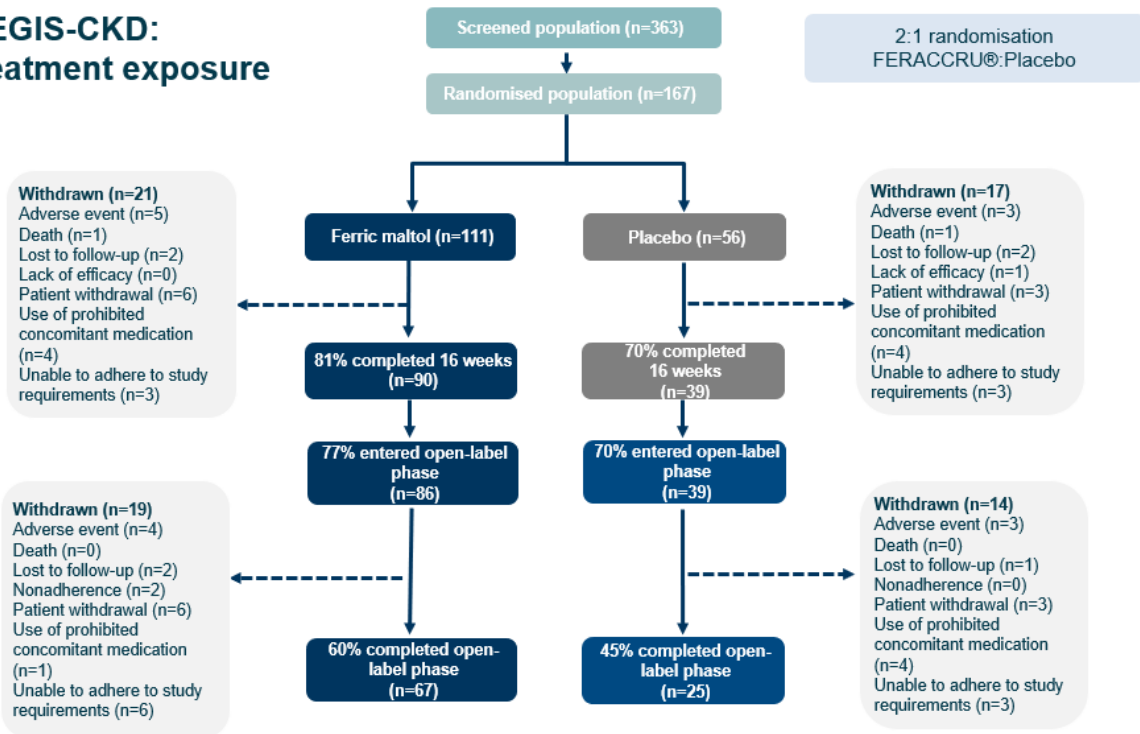 EGIS-CKD:
eatment exposure
Screened population (n=363)
2:1 randomisation
FERACCRU®:Placebo
Randomised population (n=167)
Withdrawn (n=21)
Adverse event (n=5)
Death (n=1)
Lost to follow-up (n=2)
Lack of efficacy (n=0)
Patient withdrawal (n=6)
Use of prohibited
concomitant medication
(n=4)
Unable to adhere to study
requirements (n=3)
Ferric maltol (n=111)
Placebo (n=56)
Withdrawn (n=17)
Adverse event (n=3)
Death (n=1)
Lost to follow-up (n=2)
Lack of efficacy (n=1)
Patient withdrawal (n=3)
Use of prohibited
concomitant medication
(n=4)
Unable to adhere to study
requirements (n=3)
81% completed 16 weeks
(n=90)
70% completed
16 weeks
(n=39)
77% entered open-label
phase
(n=86)
70% entered open-label
phase
(n=39)
Withdrawn (n=19)
Adverse event (n=4)
Death (n=0)
Lost to follow-up (n=2)
Nonadherence (n=2)
Patient withdrawal (n=6)
Use of prohibited
concomitant medication
(n=1)
Unable to adhere to study
requirements (n=6)
Withdrawn (n=14)
Adverse event (n=3)
Death (n=0)
Lost to follow-up (n=1)
Nonadherence (n=0)
Patient withdrawal (n=3)
Use of prohibited
concomitant medication
(n=4)
Unable to adhere to study
requirements (n=3)
60% completed open-
label phase
(n=67)
45% completed open-
label phase
(n=25)